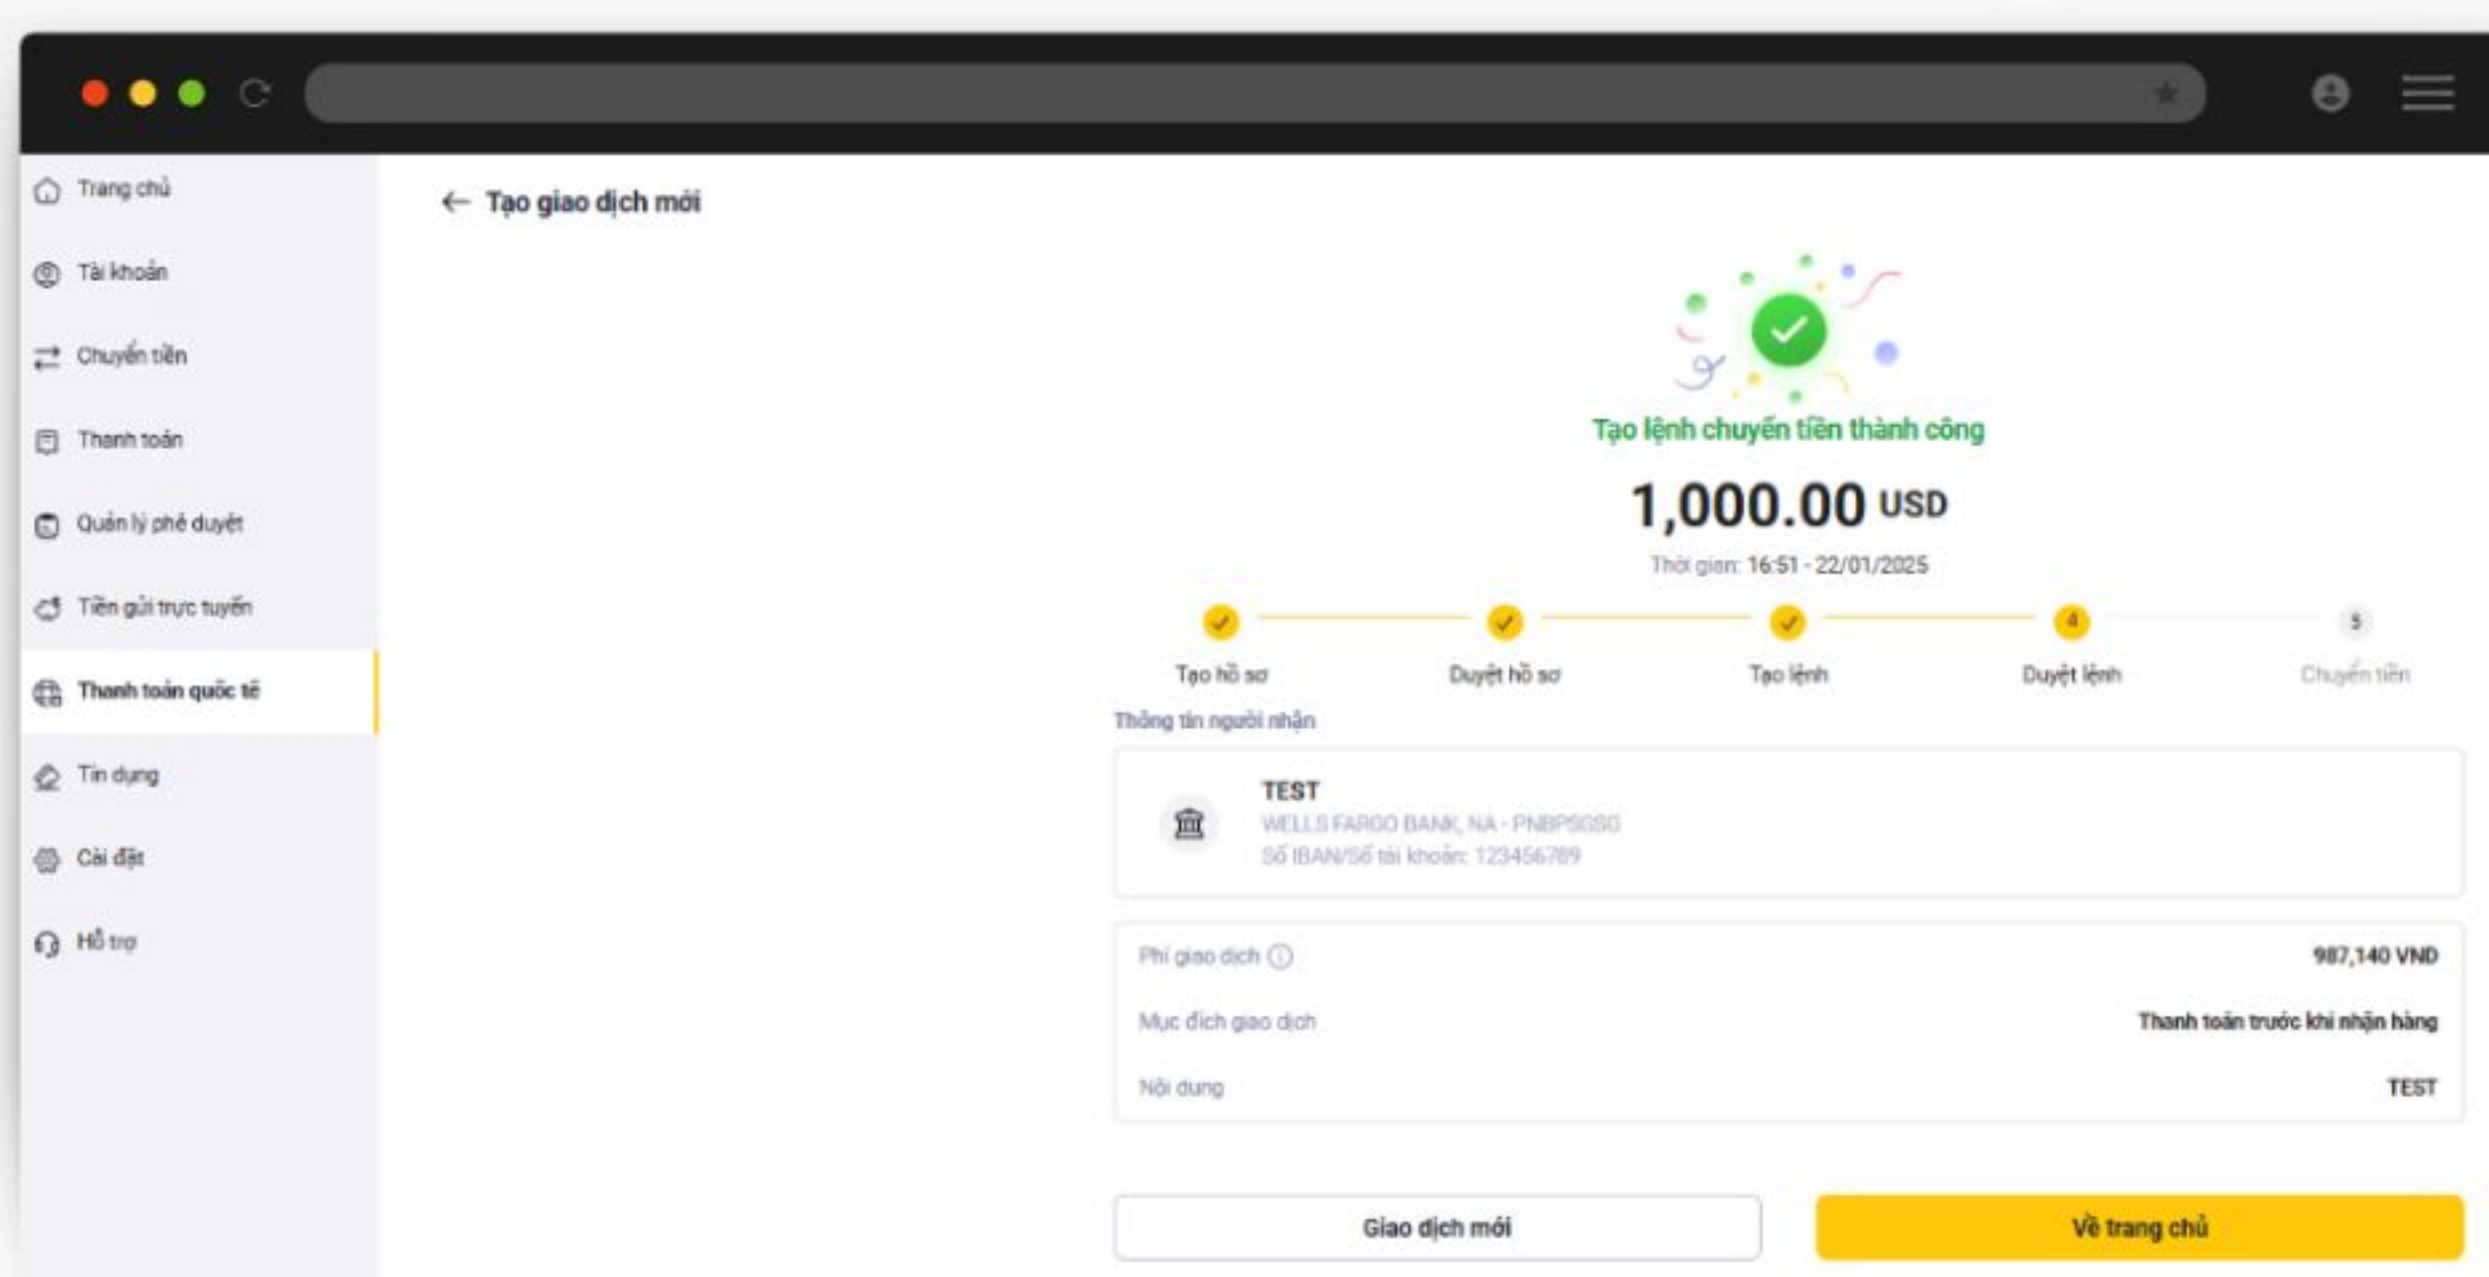 Trang chủ
Tài khoản
Chuyển tiền
Thanh toán
Quản lý phê duyệt
Tiền gửi trực tuyến
Thanh toán quốc tế
Tín dụng
Cài đặt
Hỗ trợ
Tạo giao dịch mới
Tạo lệnh chuyển tiền thành công
1,000.00 USD
Thời gian: 16:51 - 22/01/2025
4
5
Tạo hồ sơ
Duyệt hồ sơ
Tạo lệnh
Duyệt lệnh
Chuyển tiền
Thông tin người nhận
TEST
WELLS FARGO BANK, NA - PNBPSGSG
Số IBAN/Số tài khoản: 123456789
Phí giao dịch
987,140 VND
Mục đích giao dịch
Thanh toán trước khi nhận hàng
Nội dung
TEST
Giao dịch mới
Về trang chủ